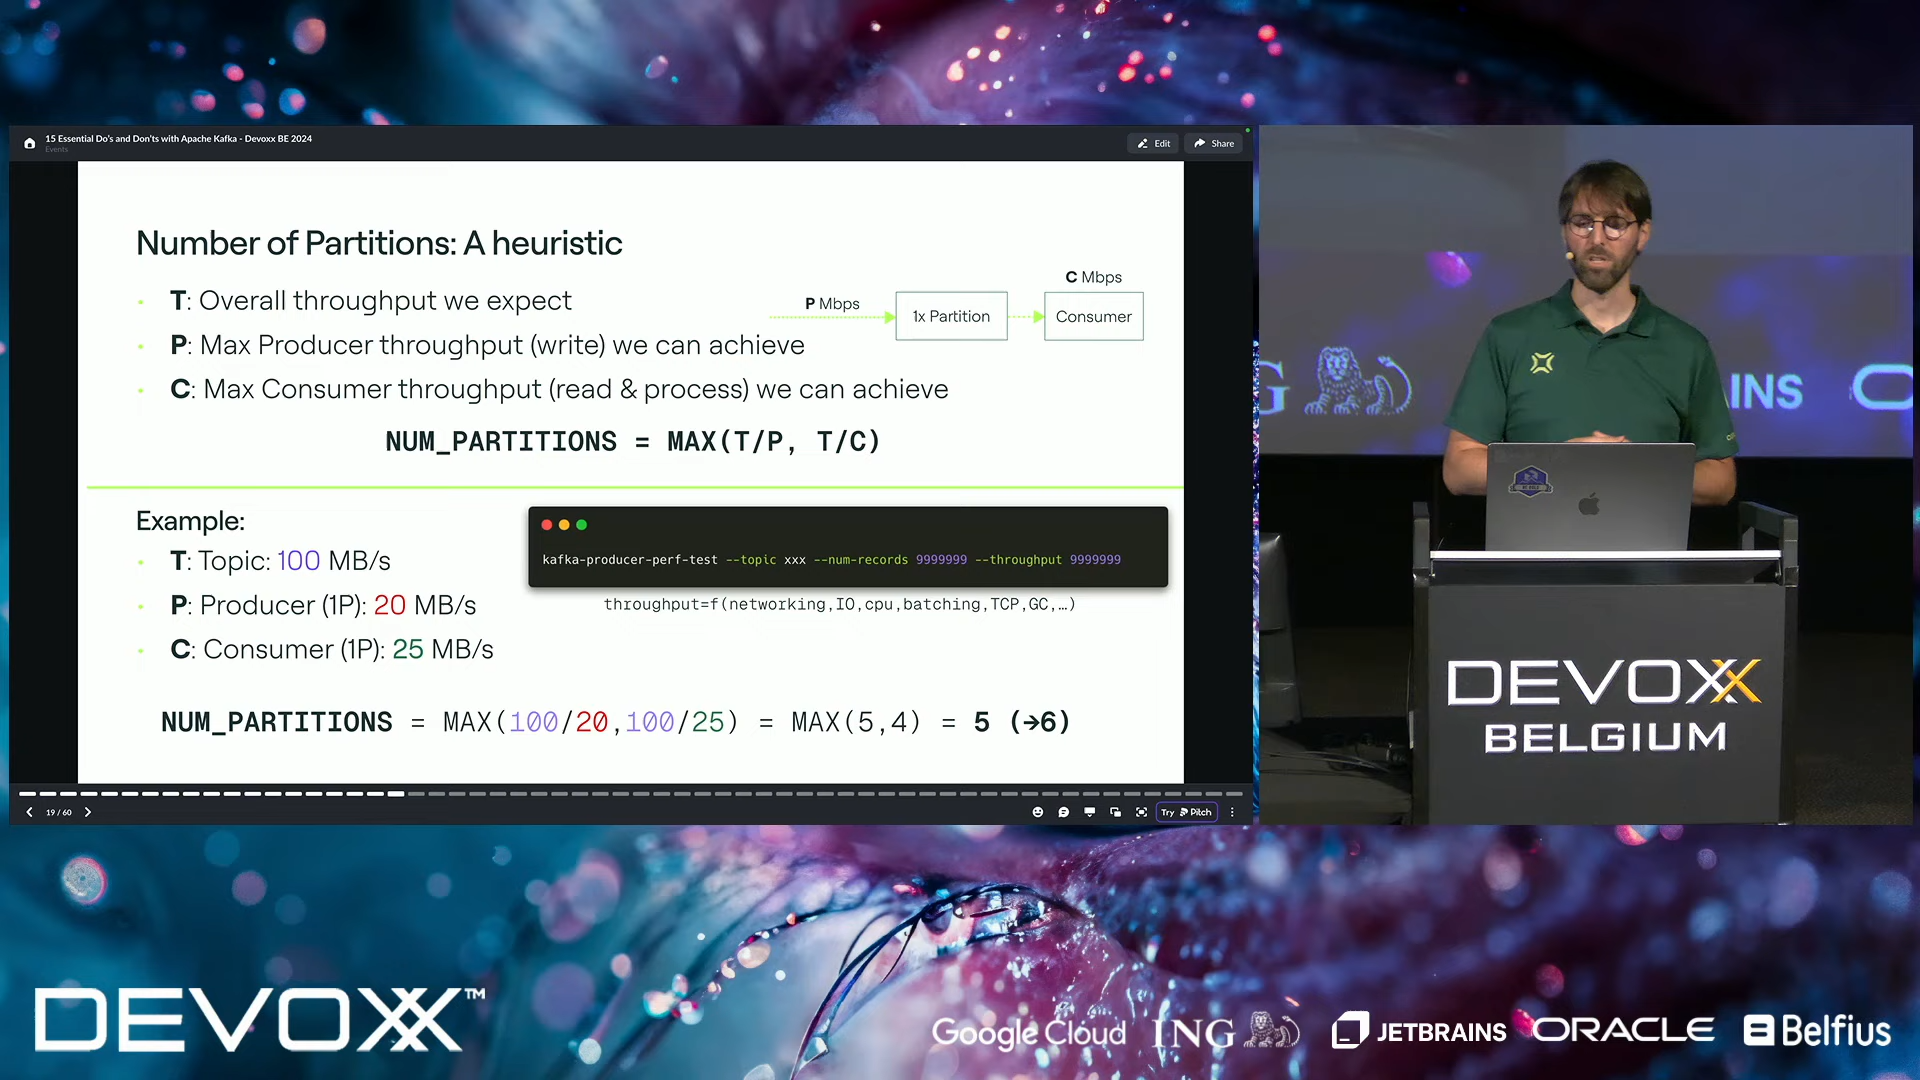 15 Essential Do's and Don'ts with Apache Kafka - Devoxx BE 2024
Events
Edit
Share
Number of Partitions: A heuristic
T: Overall throughput we expect
P: Max Producer throughput (write) we can achieve
C: Max Consumer throughput (read & process) we can achieve
P Mbps
1x Partition
C Mbps
Consumer
NUM_PARTITIONS = MAX(T/P, T/C)
Example:
T: Topic: 100 MB/s
P: Producer (1P): 20 MB/s
C: Consumer (1P): 25 MB/s
kafka-producer-perf-test --topic xxx --num-records 9999999 --throughput 9999999
throughput=f(networking,IO,cpu,batching,TCP,GC,…)
NUM_PARTITIONS = MAX(100/20,100/25) = MAX(5,4) = 5 (→6)
19 / 60
Try Pitch
G
INS
DEVOXX
BELGIUM
DEVOXX™
Google Cloud
ING
JETBRAINS
ORACLE
Belfius